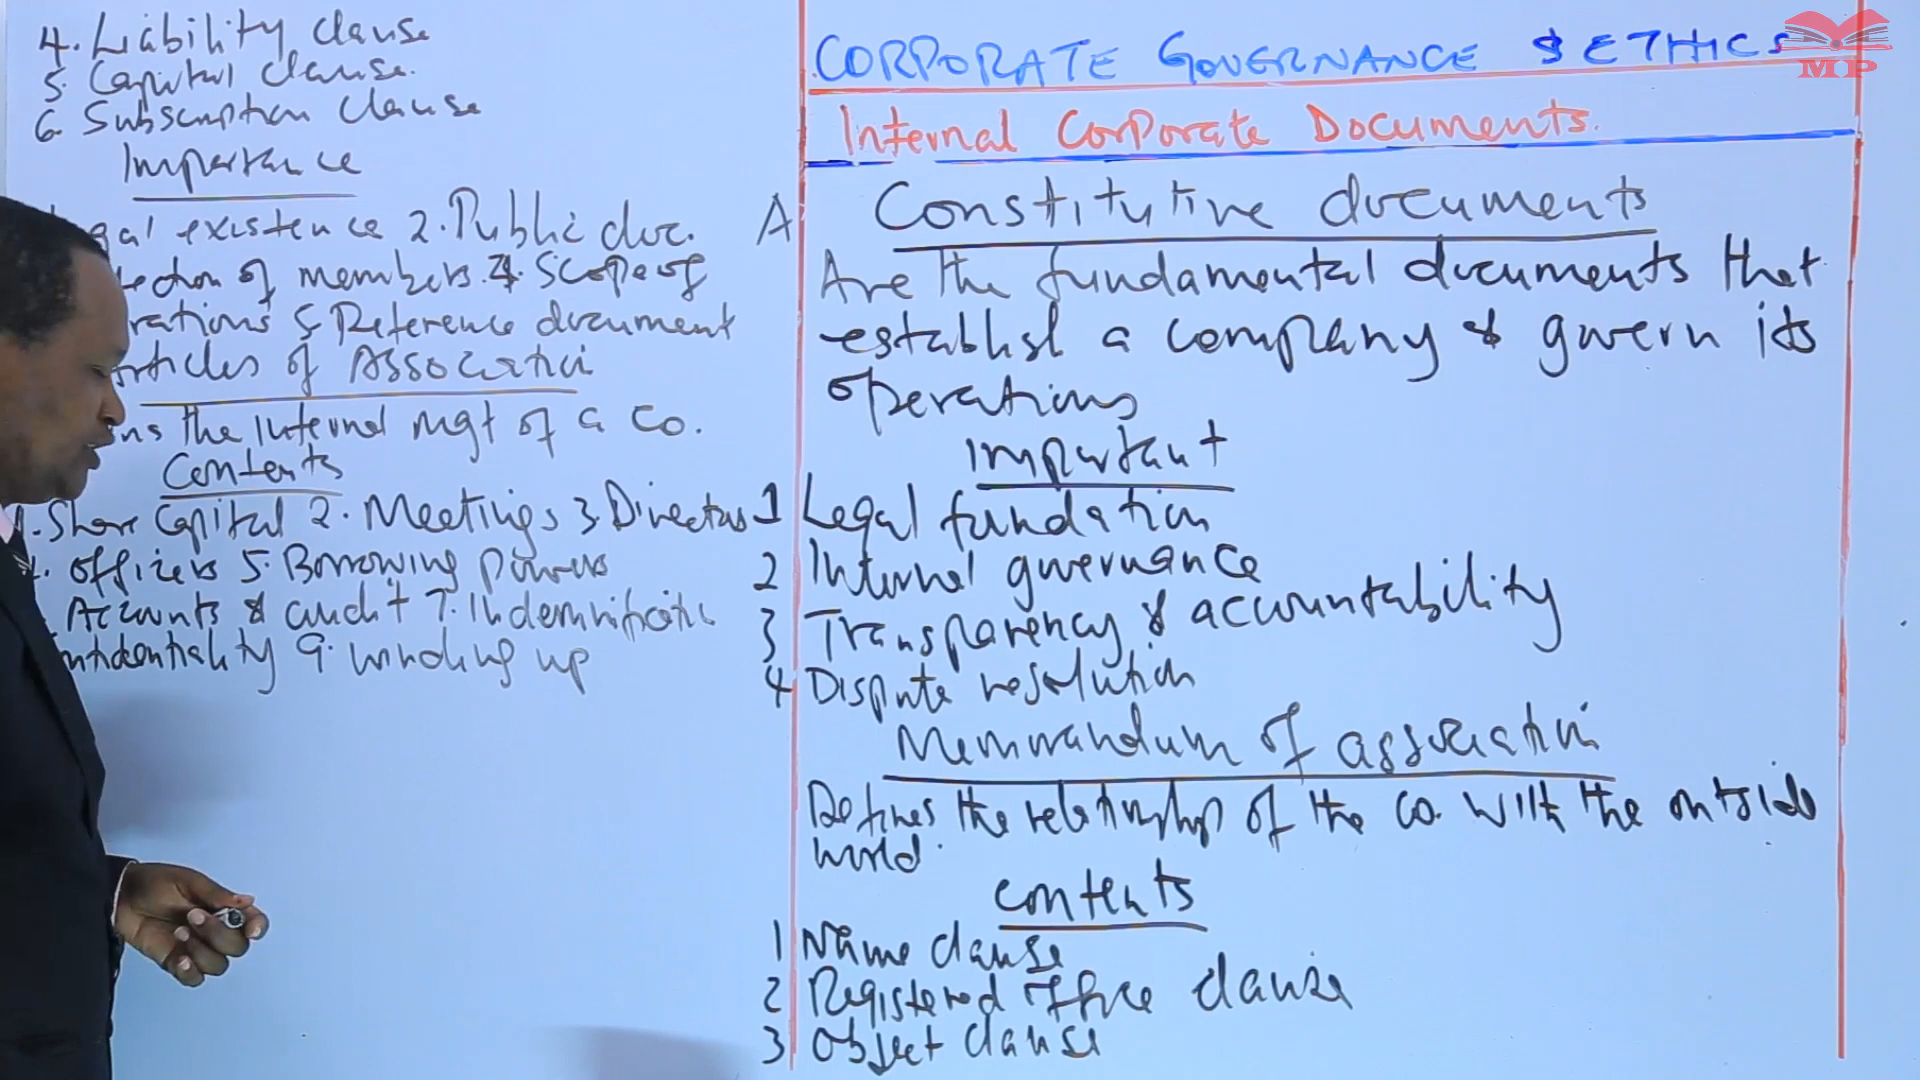 CORPORATE GOVERNANCE & ETHICS
MP
Internal Corporate Documents.
A Constitutive documents
Are the fundamental documents that
establish a company & govern its
operations
Important
1 Legal fundation
2 Internal governance
3 Transparency & accountability
4 Dispute resolution
Memorandum of association
Defines the relationship of the co. with the outside
world.
contents
1 Name clause
2 Registered office clause
3 Object clause
4. Liability clause
5. Capital clause.
6. Subscription clause
Importance
gal existence 2. Public doc.
ection of members. 4. Scope of
rations 5 Reference document
rticles of Association
ns the internal mgt of a co.
Contents
1. Share Capital 2. Meetings 3. Directors
4. Officers 5. Borrowing powers
Accounts & audit 7. Indemnification
nfidentiality 9. winding up